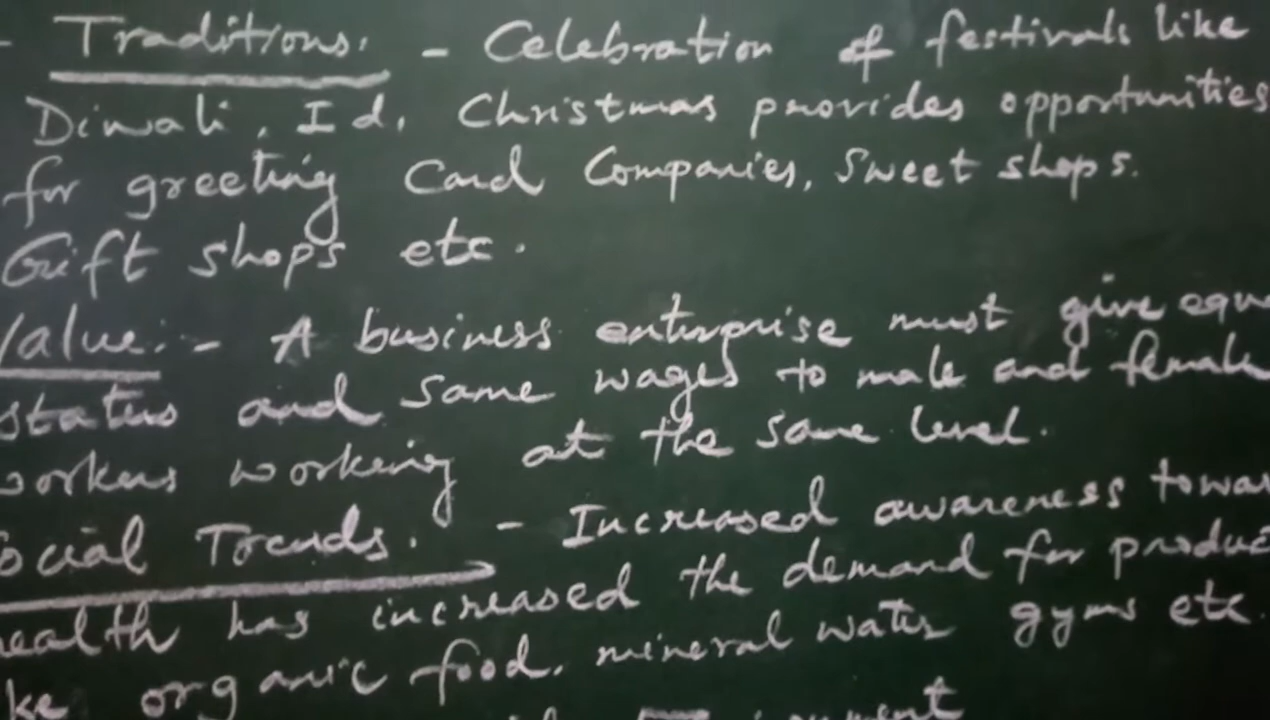 - Traditions. - Celebration of festivals like
Diwali, Id, Christmas provides opportunities
for greeting Card Companies, Sweet shops.
Gift shops etc.
Value:- A business enterprise must give equ
status and same wages to male and female
workers working at the same level.
ocial Trends. - Increased awareness towar
health has increased the demand for produc
ke organic food, mineral water gyms etc.